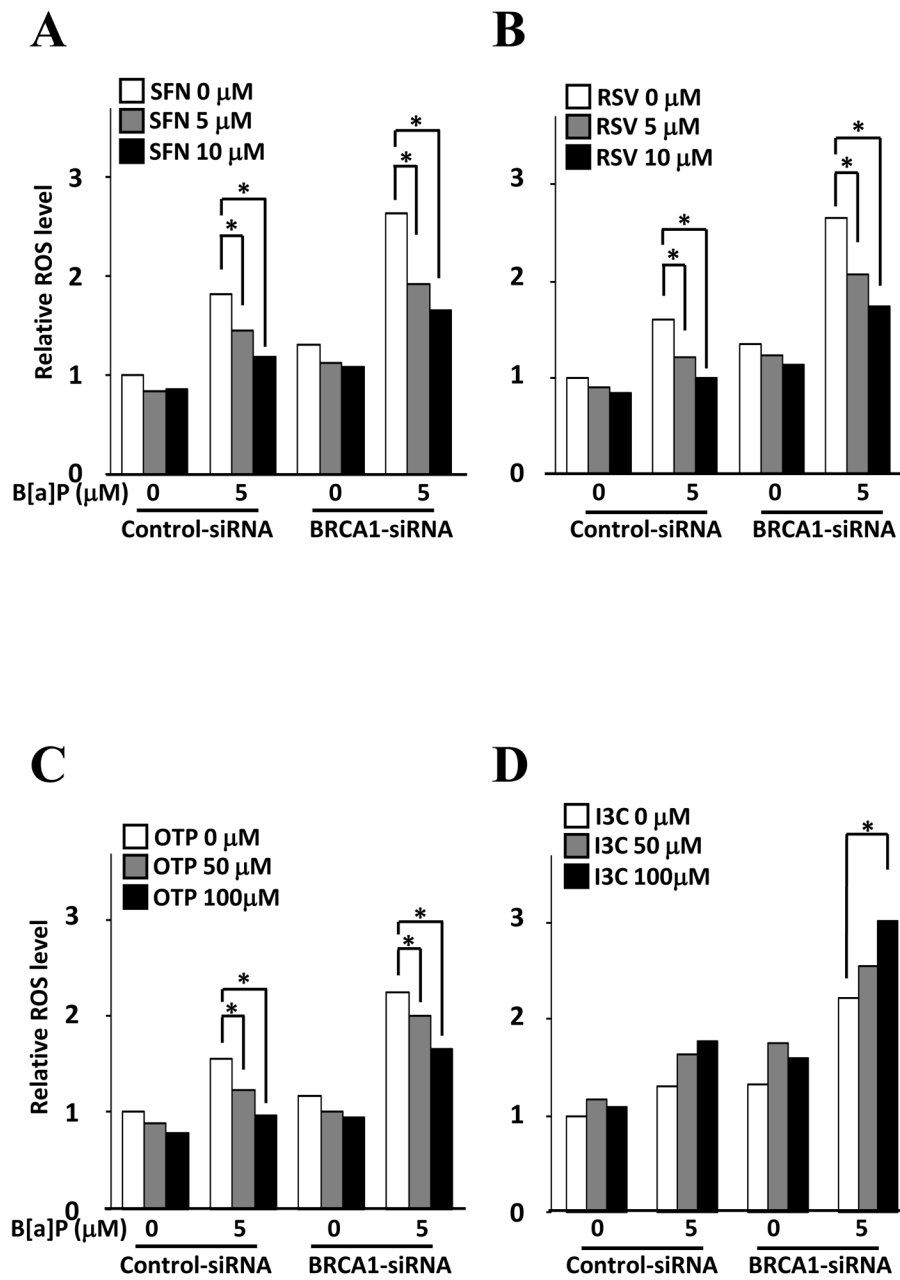 A
SFN 0 μM
SFN 5 μM
SFN 10 μM
Relative ROS level
3
2
1
0
* * * *
B[a]P (μM) 0 5 0 5
Control-siRNA BRCA1-siRNA
B
RSV 0 μM
RSV 5 μM
RSV 10 μM
3
2
1
0
* * * *
0 5 0 5
Control-siRNA BRCA1-siRNA
C
OTP 0 μM
OTP 50 μM
OTP 100μM
Relative ROS level
3
2
1
0
* * * *
B[a]P (μM) 0 5 0 5
Control-siRNA BRCA1-siRNA
D
I3C 0 μM
I3C 50 μM
I3C 100μM
3
2
1
0
*
0 5 0 5
Control-siRNA BRCA1-siRNA